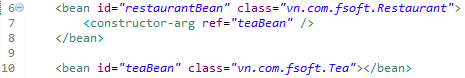 6 <bean id="restaurantBean" class="vn.com.fsoft.Restaurant">
7 <constructor-arg ref="teaBean" />
8 </bean>
9
10 <bean id="teaBean" class="vn.com.fsoft.Tea"></bean>